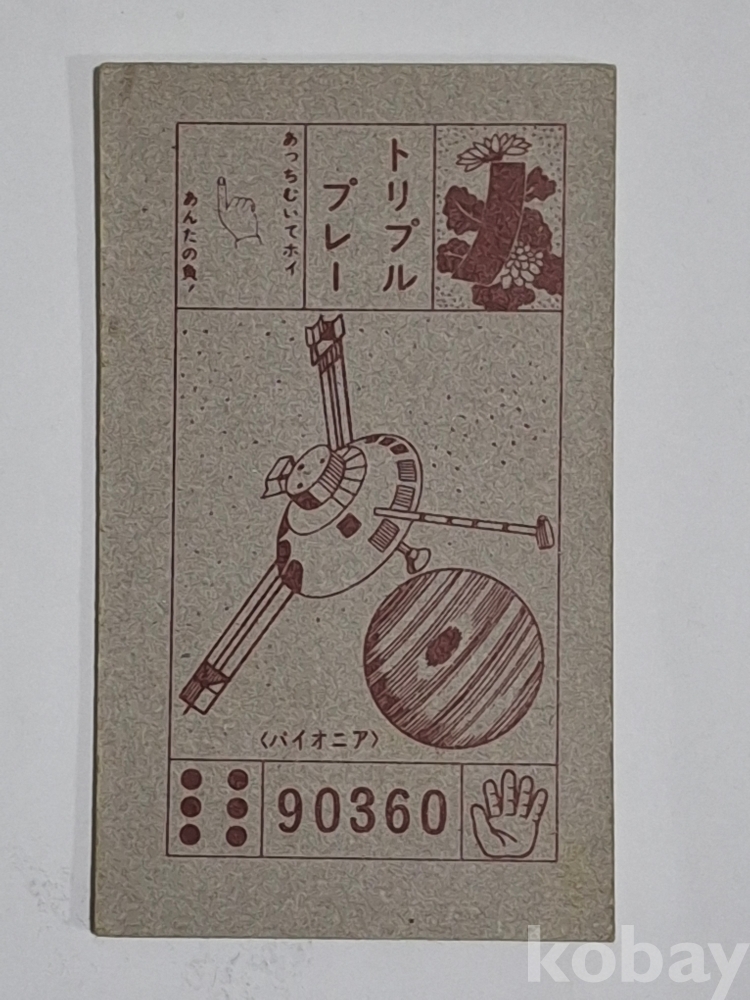 トリプル
プレー
あっちむいてホイ
あんたの負!
〈パイオニア〉
90360
kobay